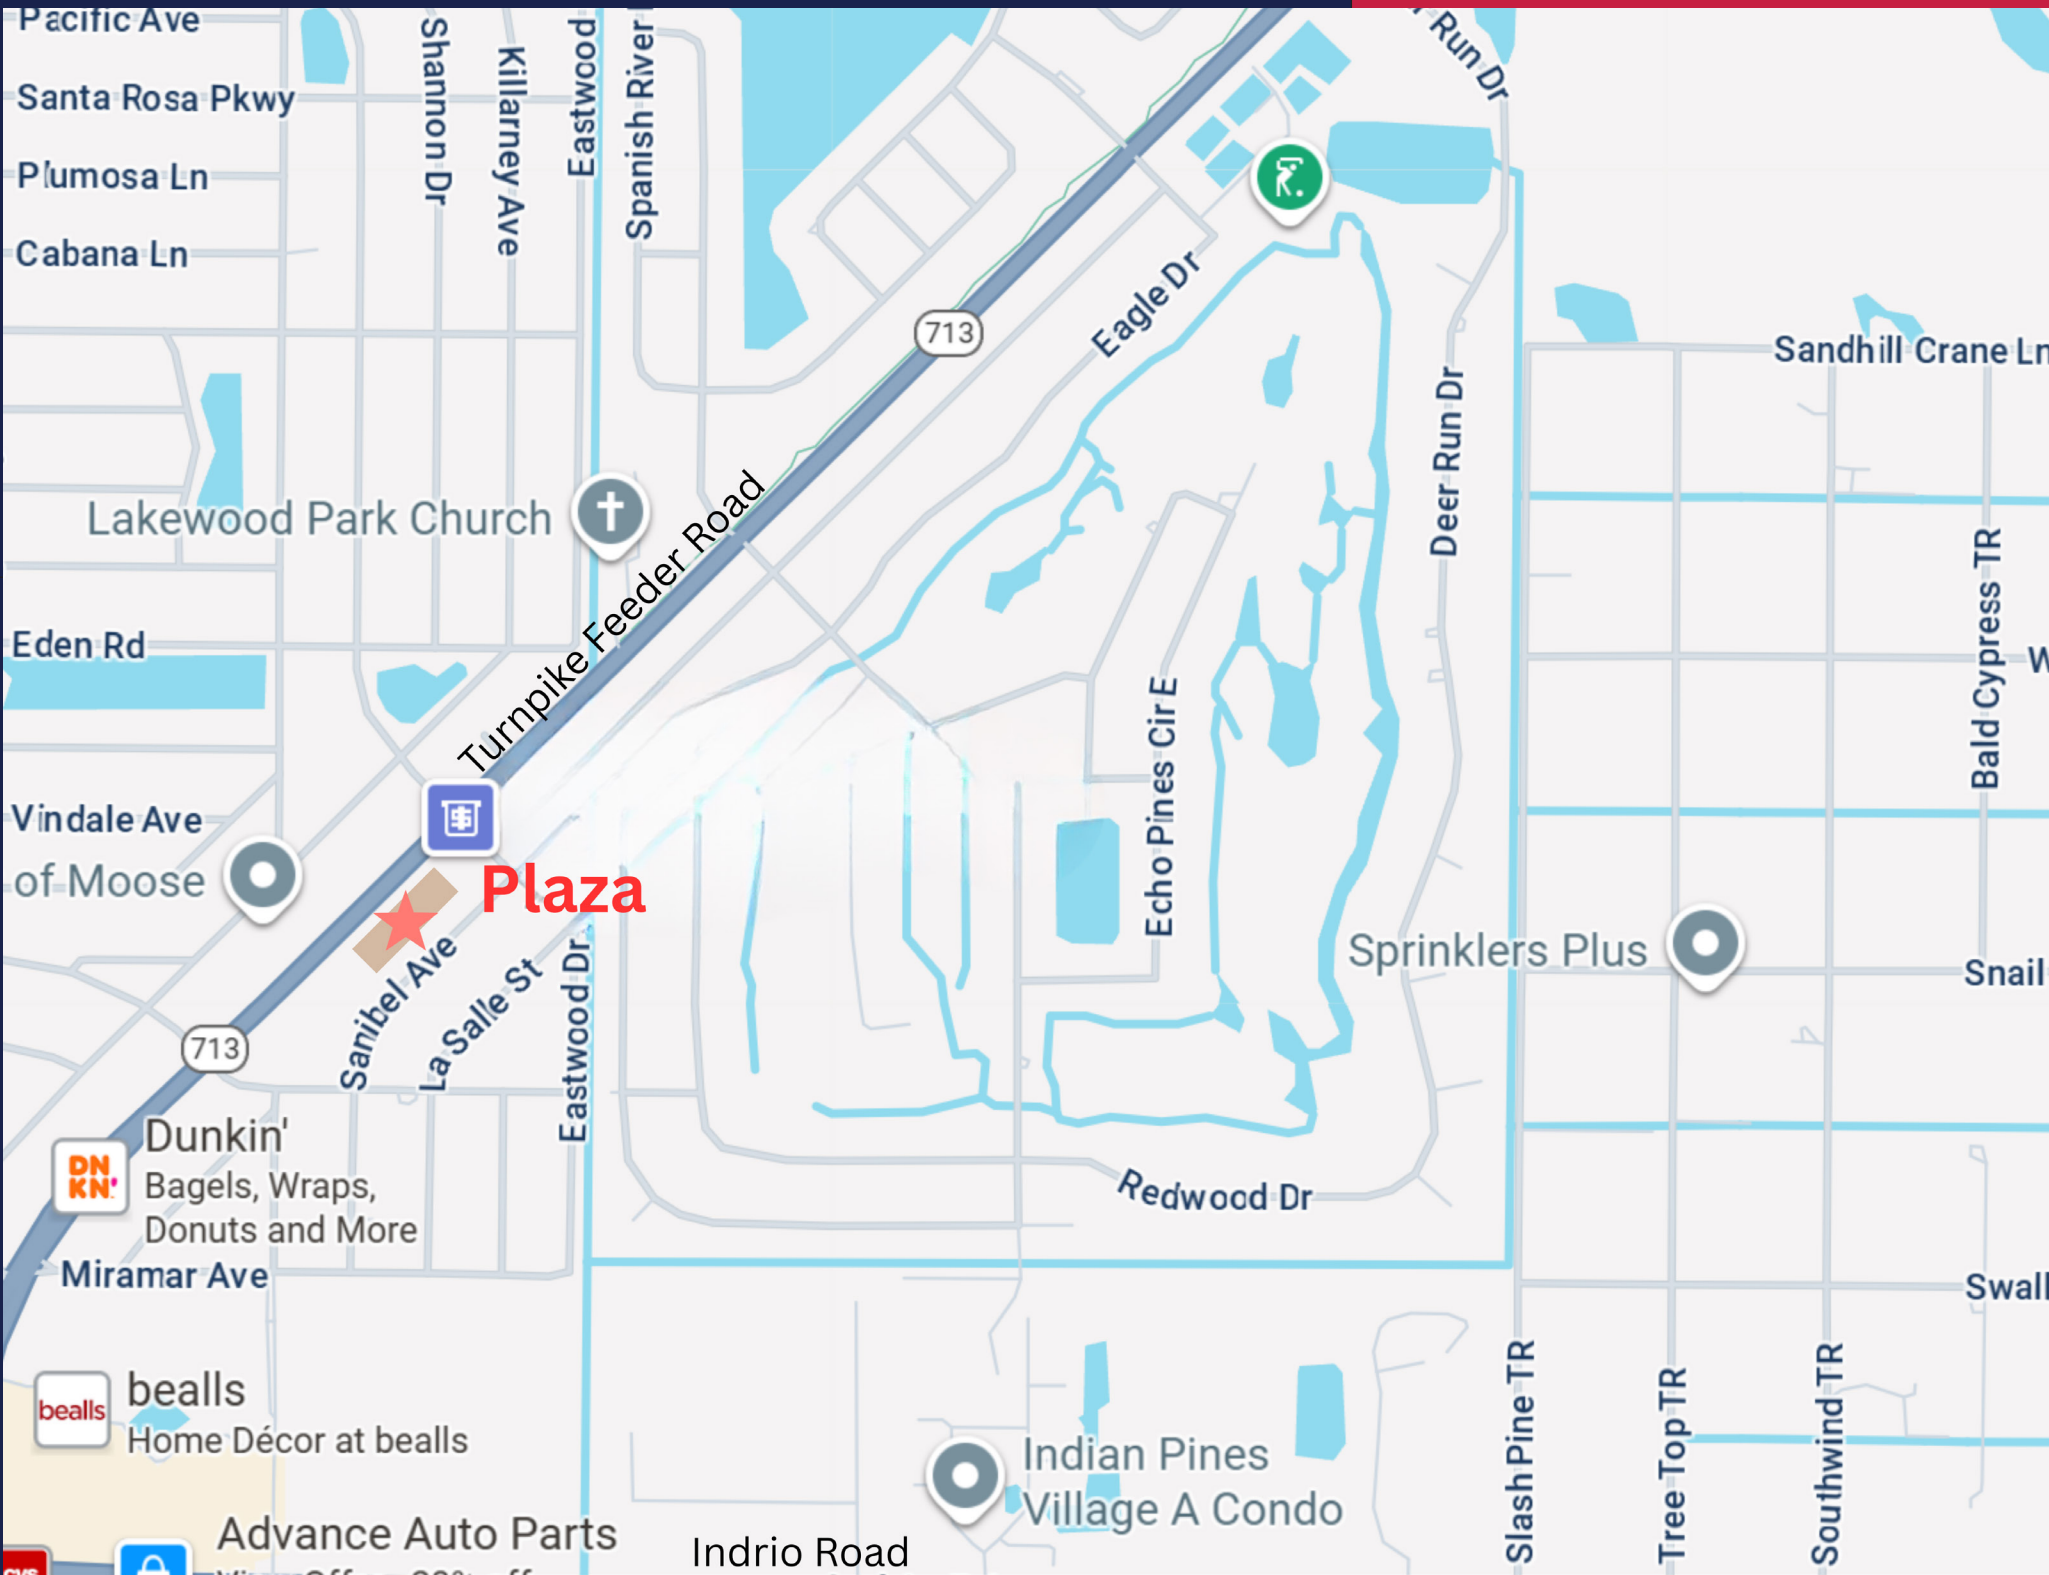 Pacific Ave
Santa Rosa Pkwy
Plumosa Ln
Cabana Ln
Shannon Dr
Killarney Ave
Eastwood
Spanish River
Run Dr
713
Eagle Dr
Sandhill Crane Ln
Deer Run Dr
Lakewood Park Church
Turnpike Feeder Road
Bald Cypress TR
Eden Rd
W
Echo Pines Cir E
Vindale Ave
of Moose
Plaza
Sanibel Ave
La Salle St
Eastwood Dr
Sprinklers Plus
Snail
713
DN
KN'
Dunkin'
Bagels, Wraps,
Donuts and More
Redwood Dr
Miramar Ave
Swall
bealls
bealls
Home Décor at bealls
Slash Pine TR
Tree Top TR
Southwind TR
Indian Pines
Village A Condo
Advance Auto Parts
Indrio Road
cvs